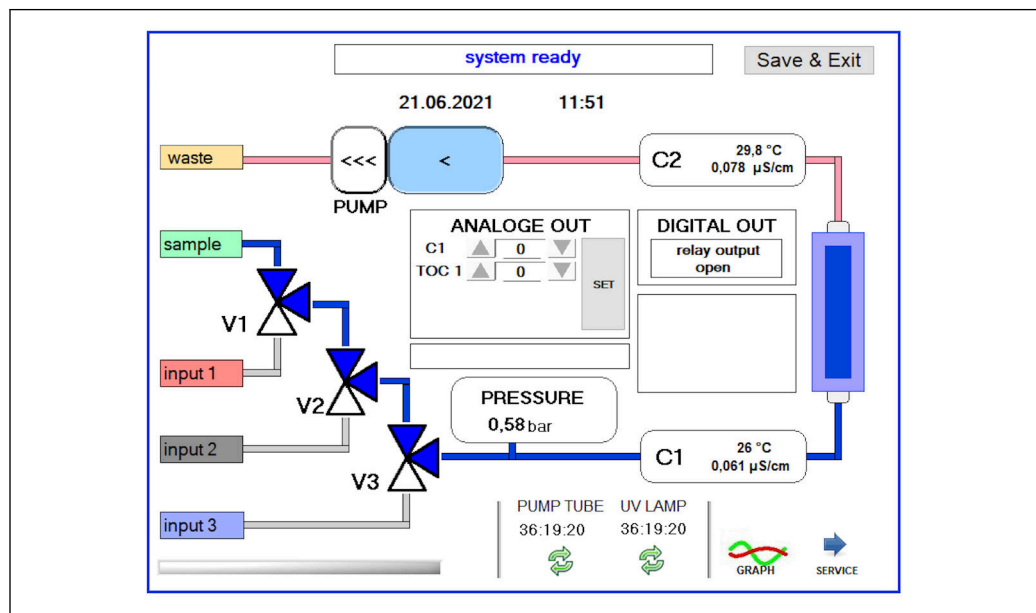 system ready
Save & Exit
21.06.2021 11:51
waste
<<<
<
C2
29,8 °C
0,078 µS/cm
PUMP
ANALOGE OUT
C1 0
TOC 1 0
SET
DIGITAL OUT
relay output
open
sample
V1
input 1
V2
input 2
V3
input 3
PRESSURE
0,58 bar
C1
26 °C
0,061 µS/cm
PUMP TUBE
36:19:20
UV LAMP
36:19:20
GRAPH
SERVICE